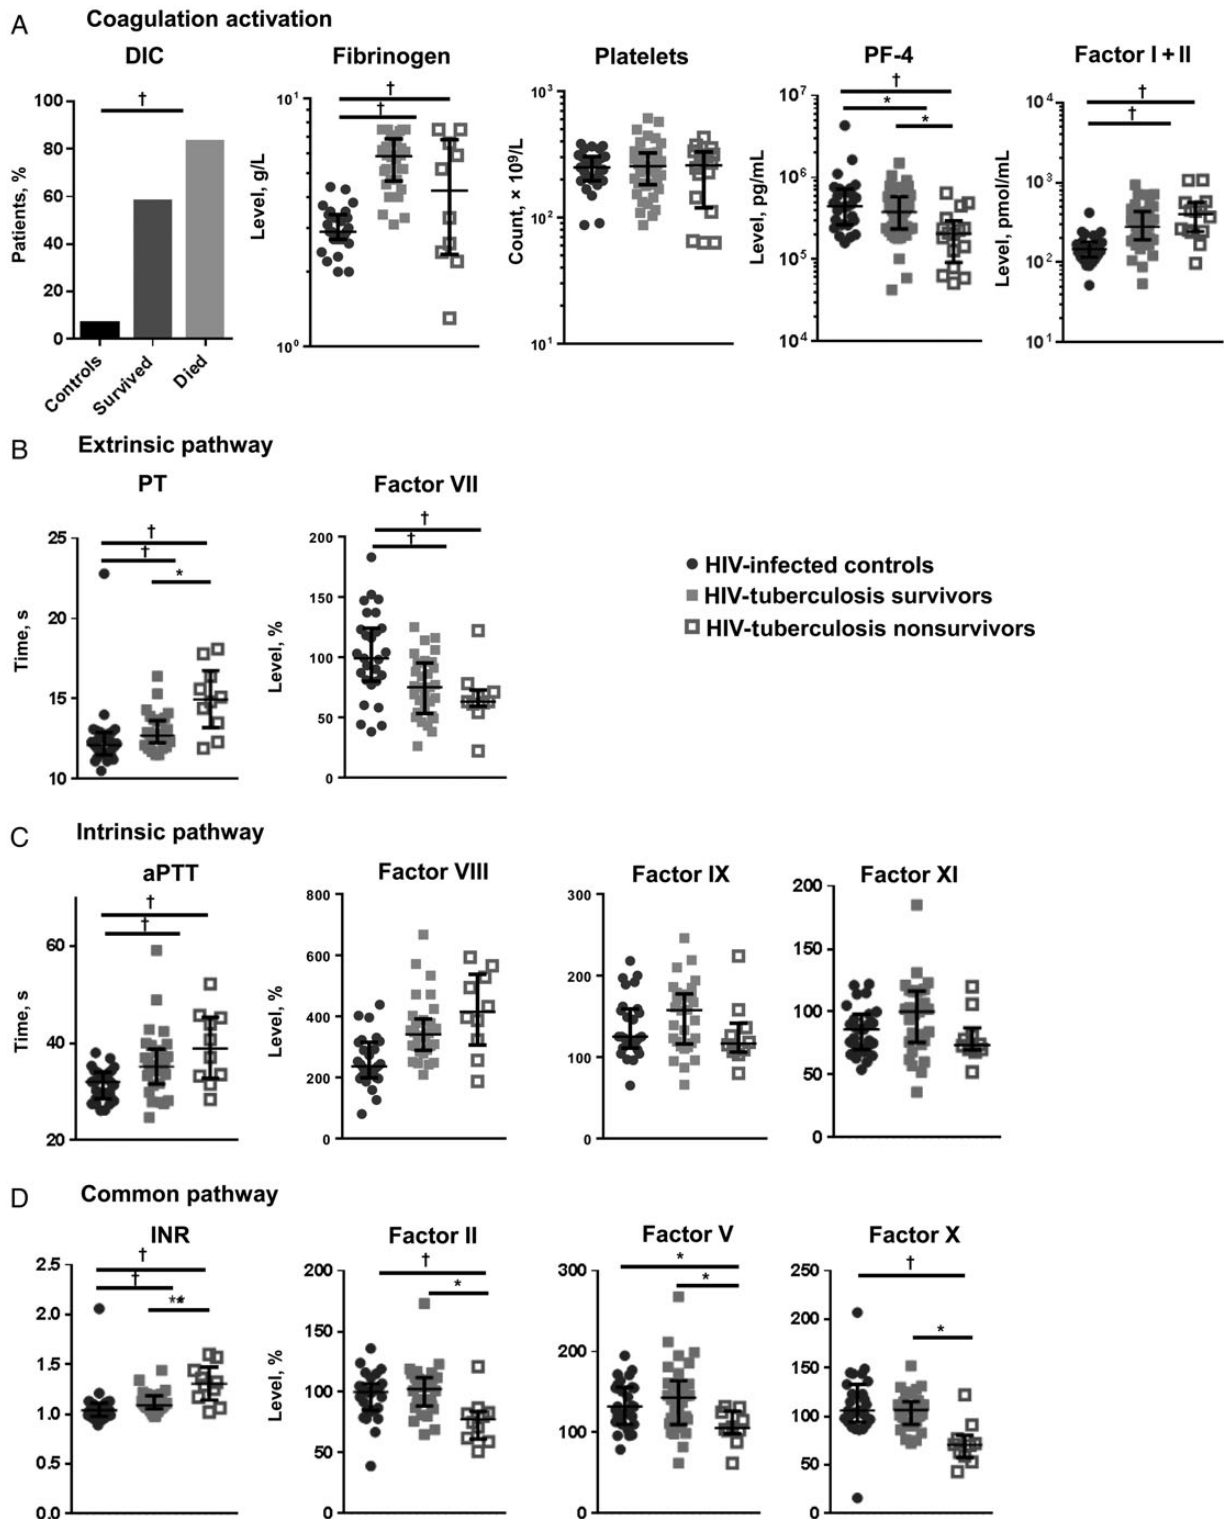 A Coagulation activation
DIC
Fibrinogen
Platelets
PF-4
Factor I + II
†
Patients, %
100
80
60
40
20
0
Controls
Survived
Died
†
†
Level, g/L
10¹
10⁰
Count, × 10⁹/L
10³
10²
10¹
†
*
*
Level, pg/mL
10⁷
10⁶
10⁵
10⁴
†
†
Level, pmol/mL
10⁴
10³
10²
10¹
B Extrinsic pathway
PT
Factor VII
†
†
*
Time, s
25
20
15
10
†
†
Level, %
200
150
100
50
0
HIV-infected controls
HIV-tuberculosis survivors
HIV-tuberculosis nonsurvivors
C Intrinsic pathway
aPTT
Factor VIII
Factor IX
Factor XI
†
†
Time, s
60
40
20
Level, %
800
600
400
200
0
300
200
100
0
200
150
100
50
0
D Common pathway
INR
Factor II
Factor V
Factor X
†
†
**
2.5
2.0
1.5
1.0
0.5
0.0
†
*
Level, %
200
150
100
50
0
*
*
300
200
100
0
†
*
250
200
150
100
50
0